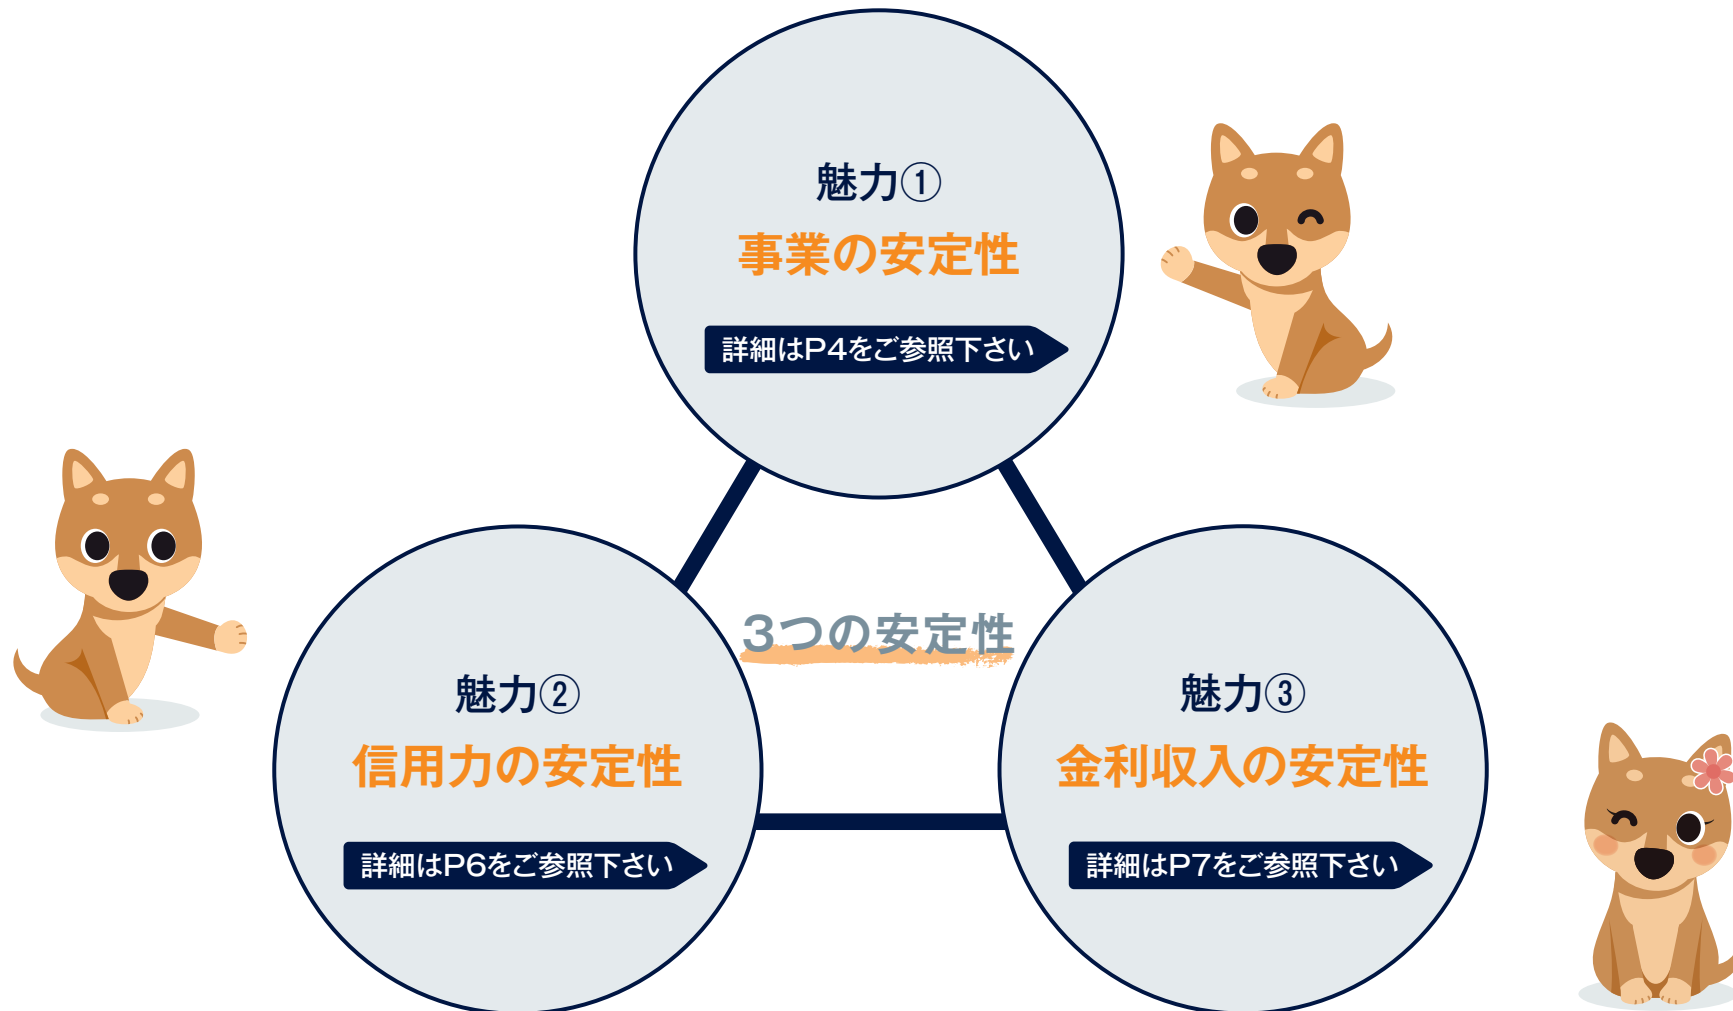 魅力①
事業の安定性
詳細はP4をご参照下さい
3つの安定性
魅力②
信用力の安定性
詳細はP6をご参照下さい
魅力③
金利収入の安定性
詳細はP7をご参照下さい